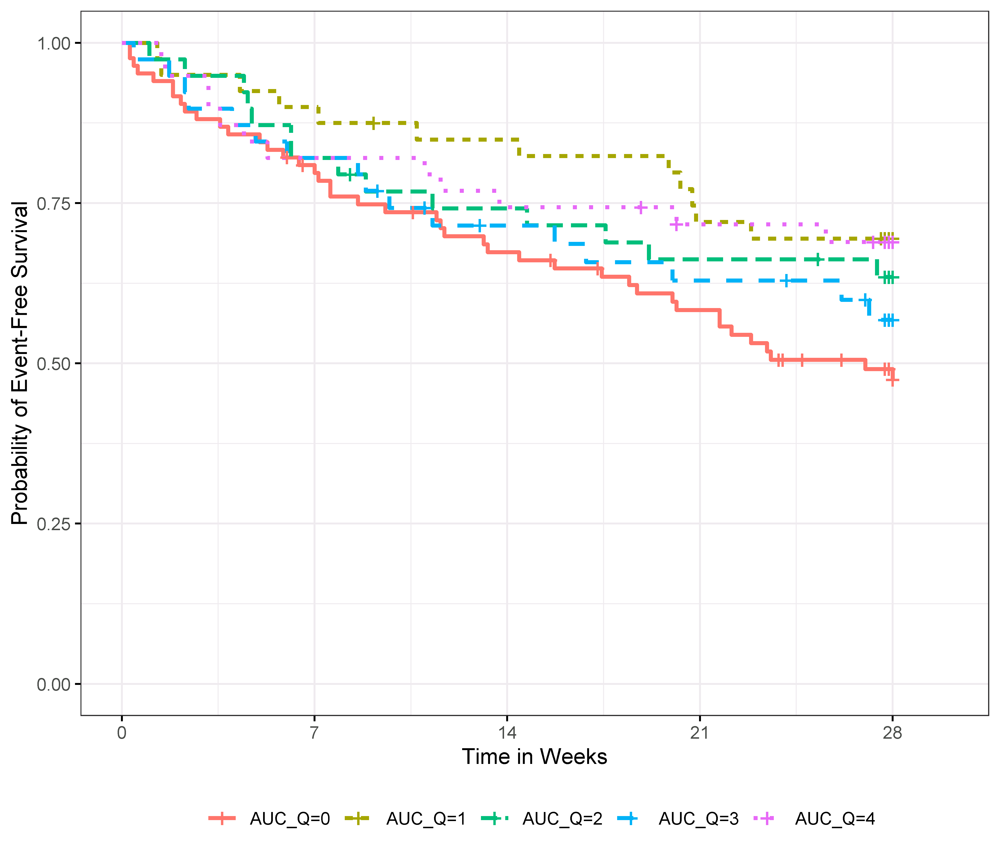 Probability of Event-Free Survival
1.00
0.75
0.50
0.25
0.00
0 7 14 21 28
Time in Weeks
AUC_Q=0 AUC_Q=1 AUC_Q=2 AUC_Q=3 AUC_Q=4